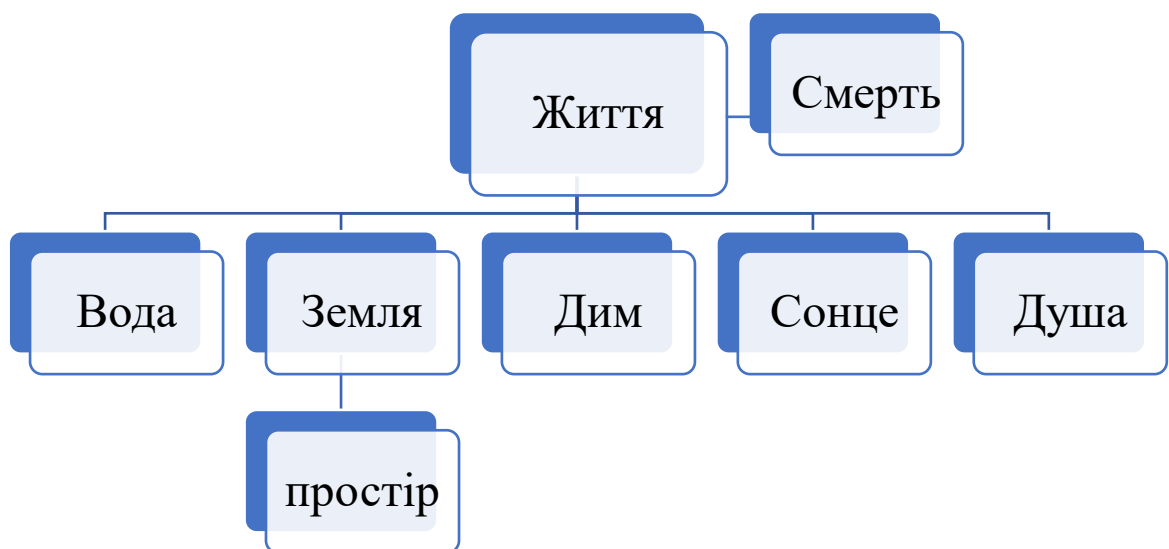 Життя
Смерть
Вода
Земля
Дим
Сонце
Душа
простір